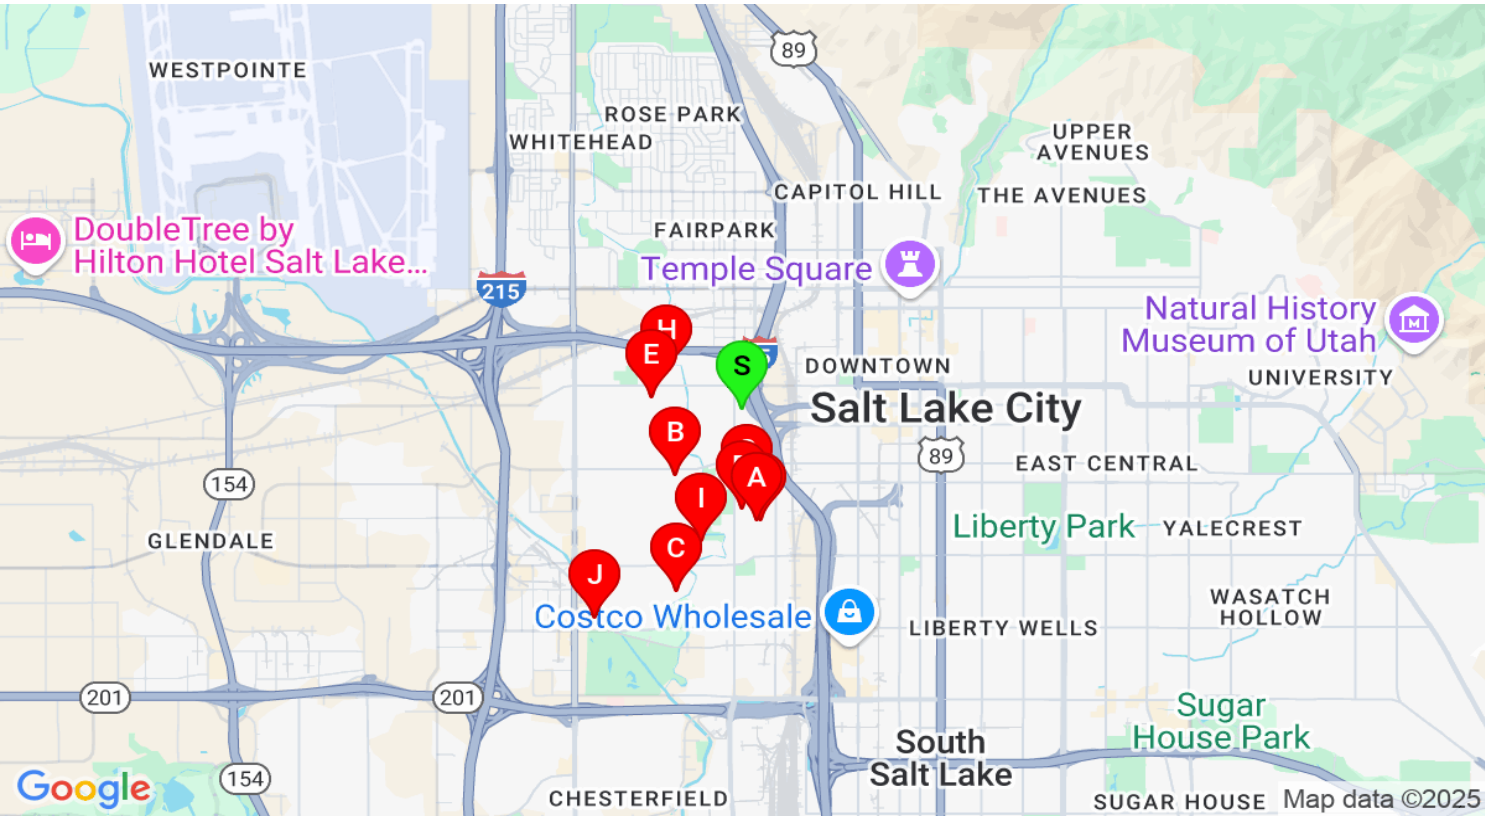 89
WESTPOINTE
ROSE PARK
WHITEHEAD
UPPER
AVENUES
CAPITOL HILL
THE AVENUES
FAIRPARK
DoubleTree by
Hilton Hotel Salt Lake...
Temple Square
215
Natural History
Museum of Utah
H
E
S
DOWNTOWN
UNIVERSITY
Salt Lake City
B
89
EAST CENTRAL
A
154
I
Liberty Park
YALECREST
GLENDALE
C
J
Costco Wholesale
WASATCH
HOLLOW
LIBERTY WELLS
201
201
Sugar
House Park
South
Salt Lake
Google
154
CHESTERFIELD
SUGAR HOUSE
Map data ©2025